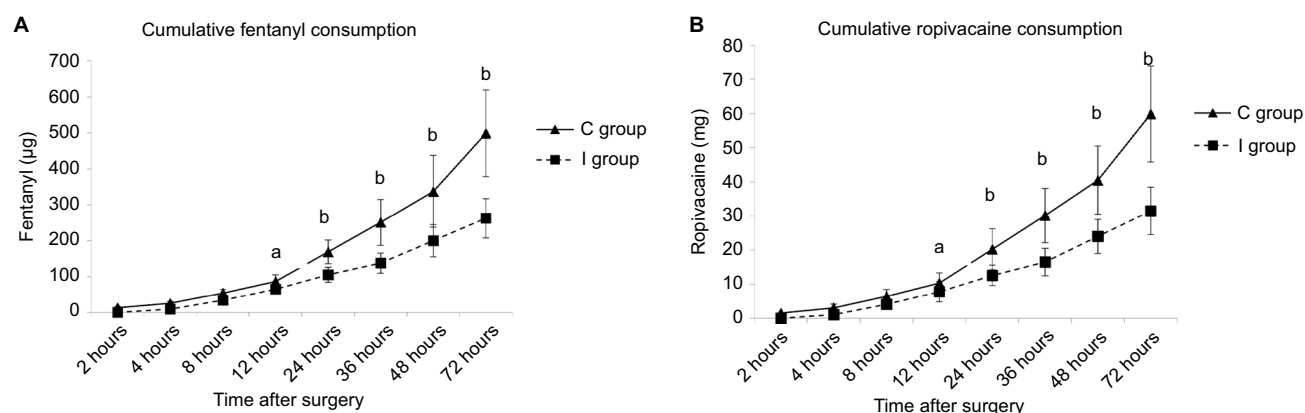 A
Cumulative fentanyl consumption
700
600
500
400
300
200
100
0
Fentanyl (µg)
a
b
b
b
b
C group
I group
2 hours
4 hours
8 hours
12 hours
24 hours
36 hours
48 hours
72 hours
Time after surgery
B
Cumulative ropivacaine consumption
80
70
60
50
40
30
20
10
0
Ropivacaine (mg)
a
b
b
b
b
C group
I group
2 hours
4 hours
8 hours
12 hours
24 hours
36 hours
48 hours
72 hours
Time after surgery